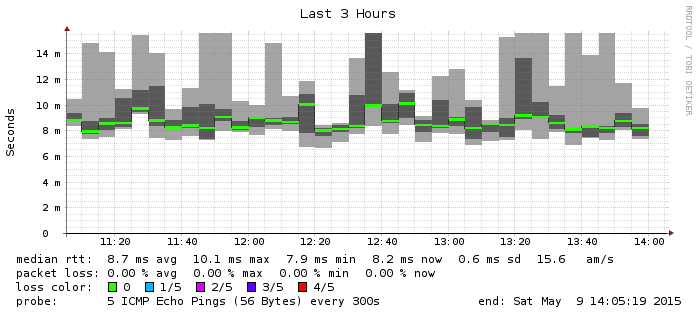 Last 3 Hours
RRDTOOL / TOBI OETIKER
Seconds
14 m
12 m
10 m
8 m
6 m
4 m
2 m
0
11:20 11:40 12:00 12:20 12:40 13:00 13:20 13:40 14:00
median rtt: 8.7 ms avg 10.1 ms max 7.9 ms min 8.2 ms now 0.6 ms sd 15.6 am/s
packet loss: 0.00 % avg 0.00 % max 0.00 % min 0.00 % now
loss color: 0 1/5 2/5 3/5 4/5
probe: 5 ICMP Echo Pings (56 Bytes) every 300s end: Sat May 9 14:05:19 2015